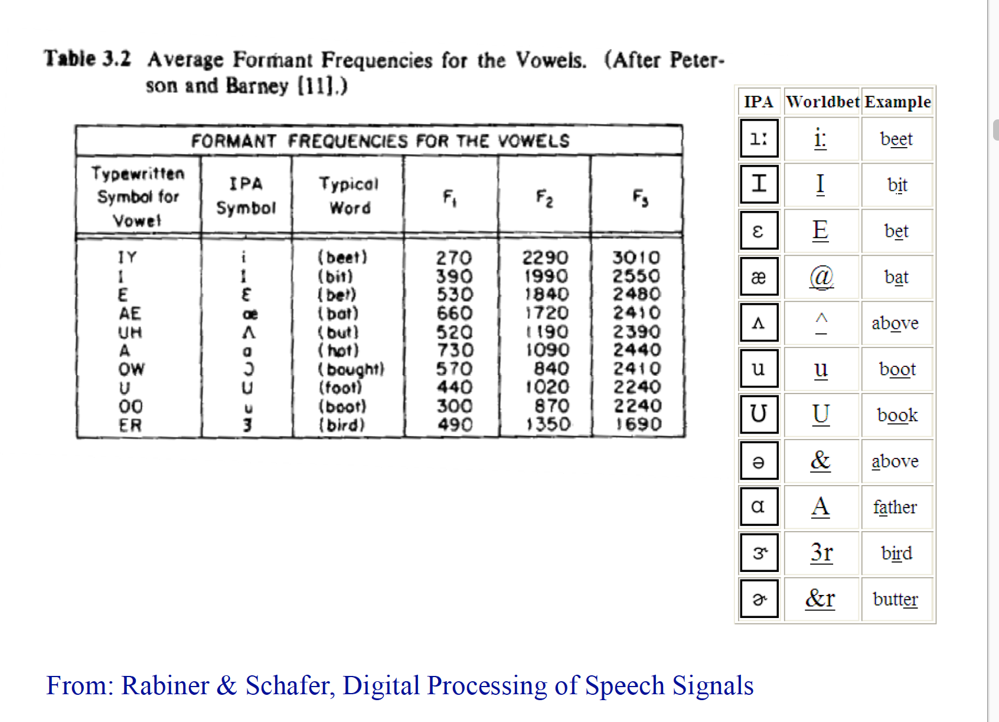 Table 3.2 Average Formant Frequencies for the Vowels. (After Peter-
son and Barney [11].)
FORMANT FREQUENCIES FOR THE VOWELS
Typewritten Symbol for Vowel IPA Symbol Typical Word F₁ F₂ F₃
IY i (beet) 270 2290 3010
I I (bit) 390 1990 2550
E ɛ (bet) 530 1840 2480
AE æ (bat) 660 1720 2410
UH ʌ (but) 520 1190 2390
A ɑ (hot) 730 1090 2440
OW ɔ (bought) 570 840 2410
U U (foot) 440 1020 2240
OO u (boot) 300 870 2240
ER ɜ (bird) 490 1350 1690
IPA Worldbet Example
ı: i: beet
I I bit
ɛ E bet
æ @ bat
ʌ ^ above
u u boot
ʊ U book
ə & above
ɑ A father
ɝ 3r bird
ɚ &r butter
From: Rabiner & Schafer, Digital Processing of Speech Signals